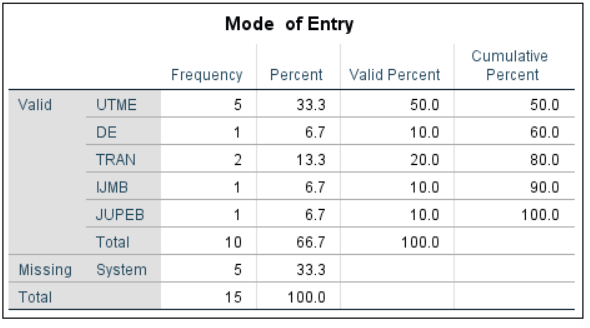 Mode of Entry
Frequency Percent Valid Percent Cumulative Percent
Valid UTME 5 33.3 50.0 50.0
DE 1 6.7 10.0 60.0
TRAN 2 13.3 20.0 80.0
IJMB 1 6.7 10.0 90.0
JUPEB 1 6.7 10.0 100.0
Total 10 66.7 100.0
Missing System 5 33.3
Total 15 100.0